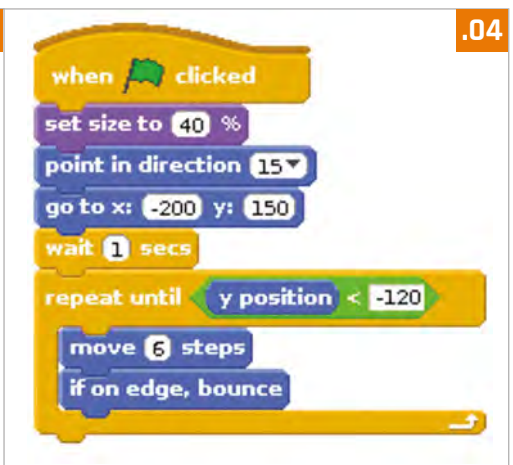 .04
when clicked
set size to 40 %
point in direction 15
go to x: -200 y: 150
wait 1 secs
repeat until y position < -120
move 6 steps
if on edge, bounce